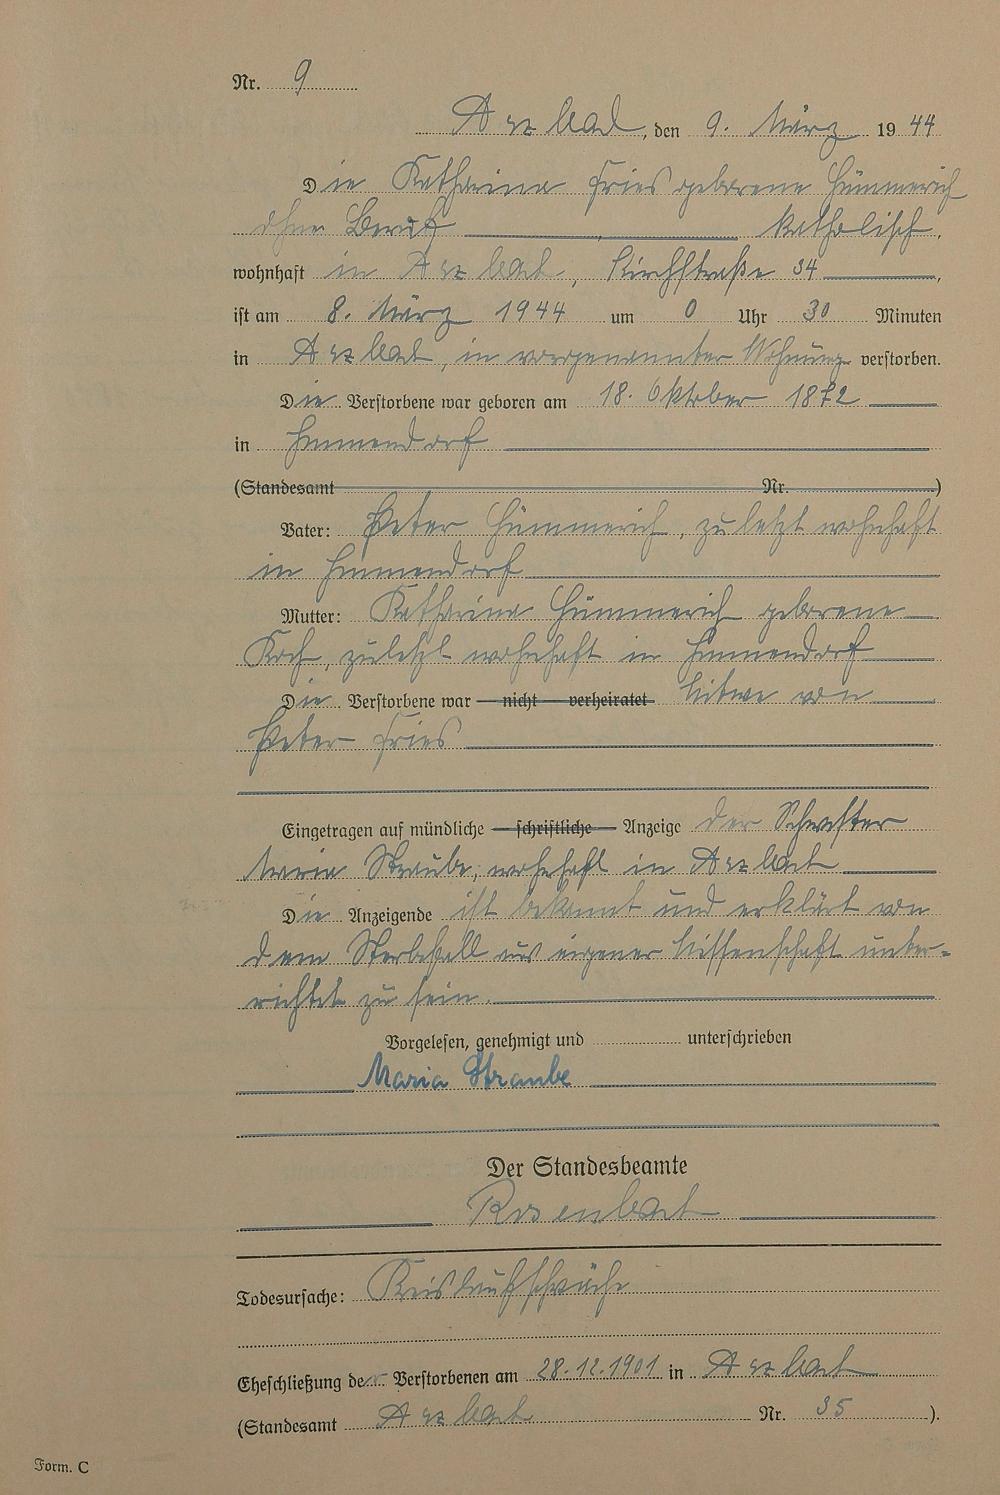 Nr. 9
Arzbach, den 9. März 1944
Die Katharina Fries geborene Hümmerich
ohne Beruf katholisch,
wohnhaft in Arzbach, Kirchstraße 34,
ist am 8. März 1944 um 0 Uhr 30 Minuten
in Arzbach, in vorgenannter Wohnung verstorben.
Die Verstorbene war geboren am 18. Oktober 1872
in Immendorf
(Standesamt Nr. )
Vater: Peter Hümmerich, zuletzt wohnhaft
in Immendorf
Mutter: Katharina Hümmerich geborene
Koch, zuletzt wohnhaft in Immendorf
Die Verstorbene war nicht verheiratet Witwe von
Peter Fries
Eingetragen auf mündliche schriftliche Anzeige der Schwester
Maria Straube, wohnhaft in Arzbach
Die Anzeigende ist bekannt und erklärt von
dem Sterbefall aus eigener Wissenschaft unter-
richtet zu sein.
Vorgelesen, genehmigt und unterschrieben
Maria Straube
Der Standesbeamte
Rosenbach
Todesursache: Kreislaufschwäche
Eheschließung der Verstorbenen am 28.12.1901 in Arzbach
(Standesamt Arzbach Nr. 35 ).
Form. C